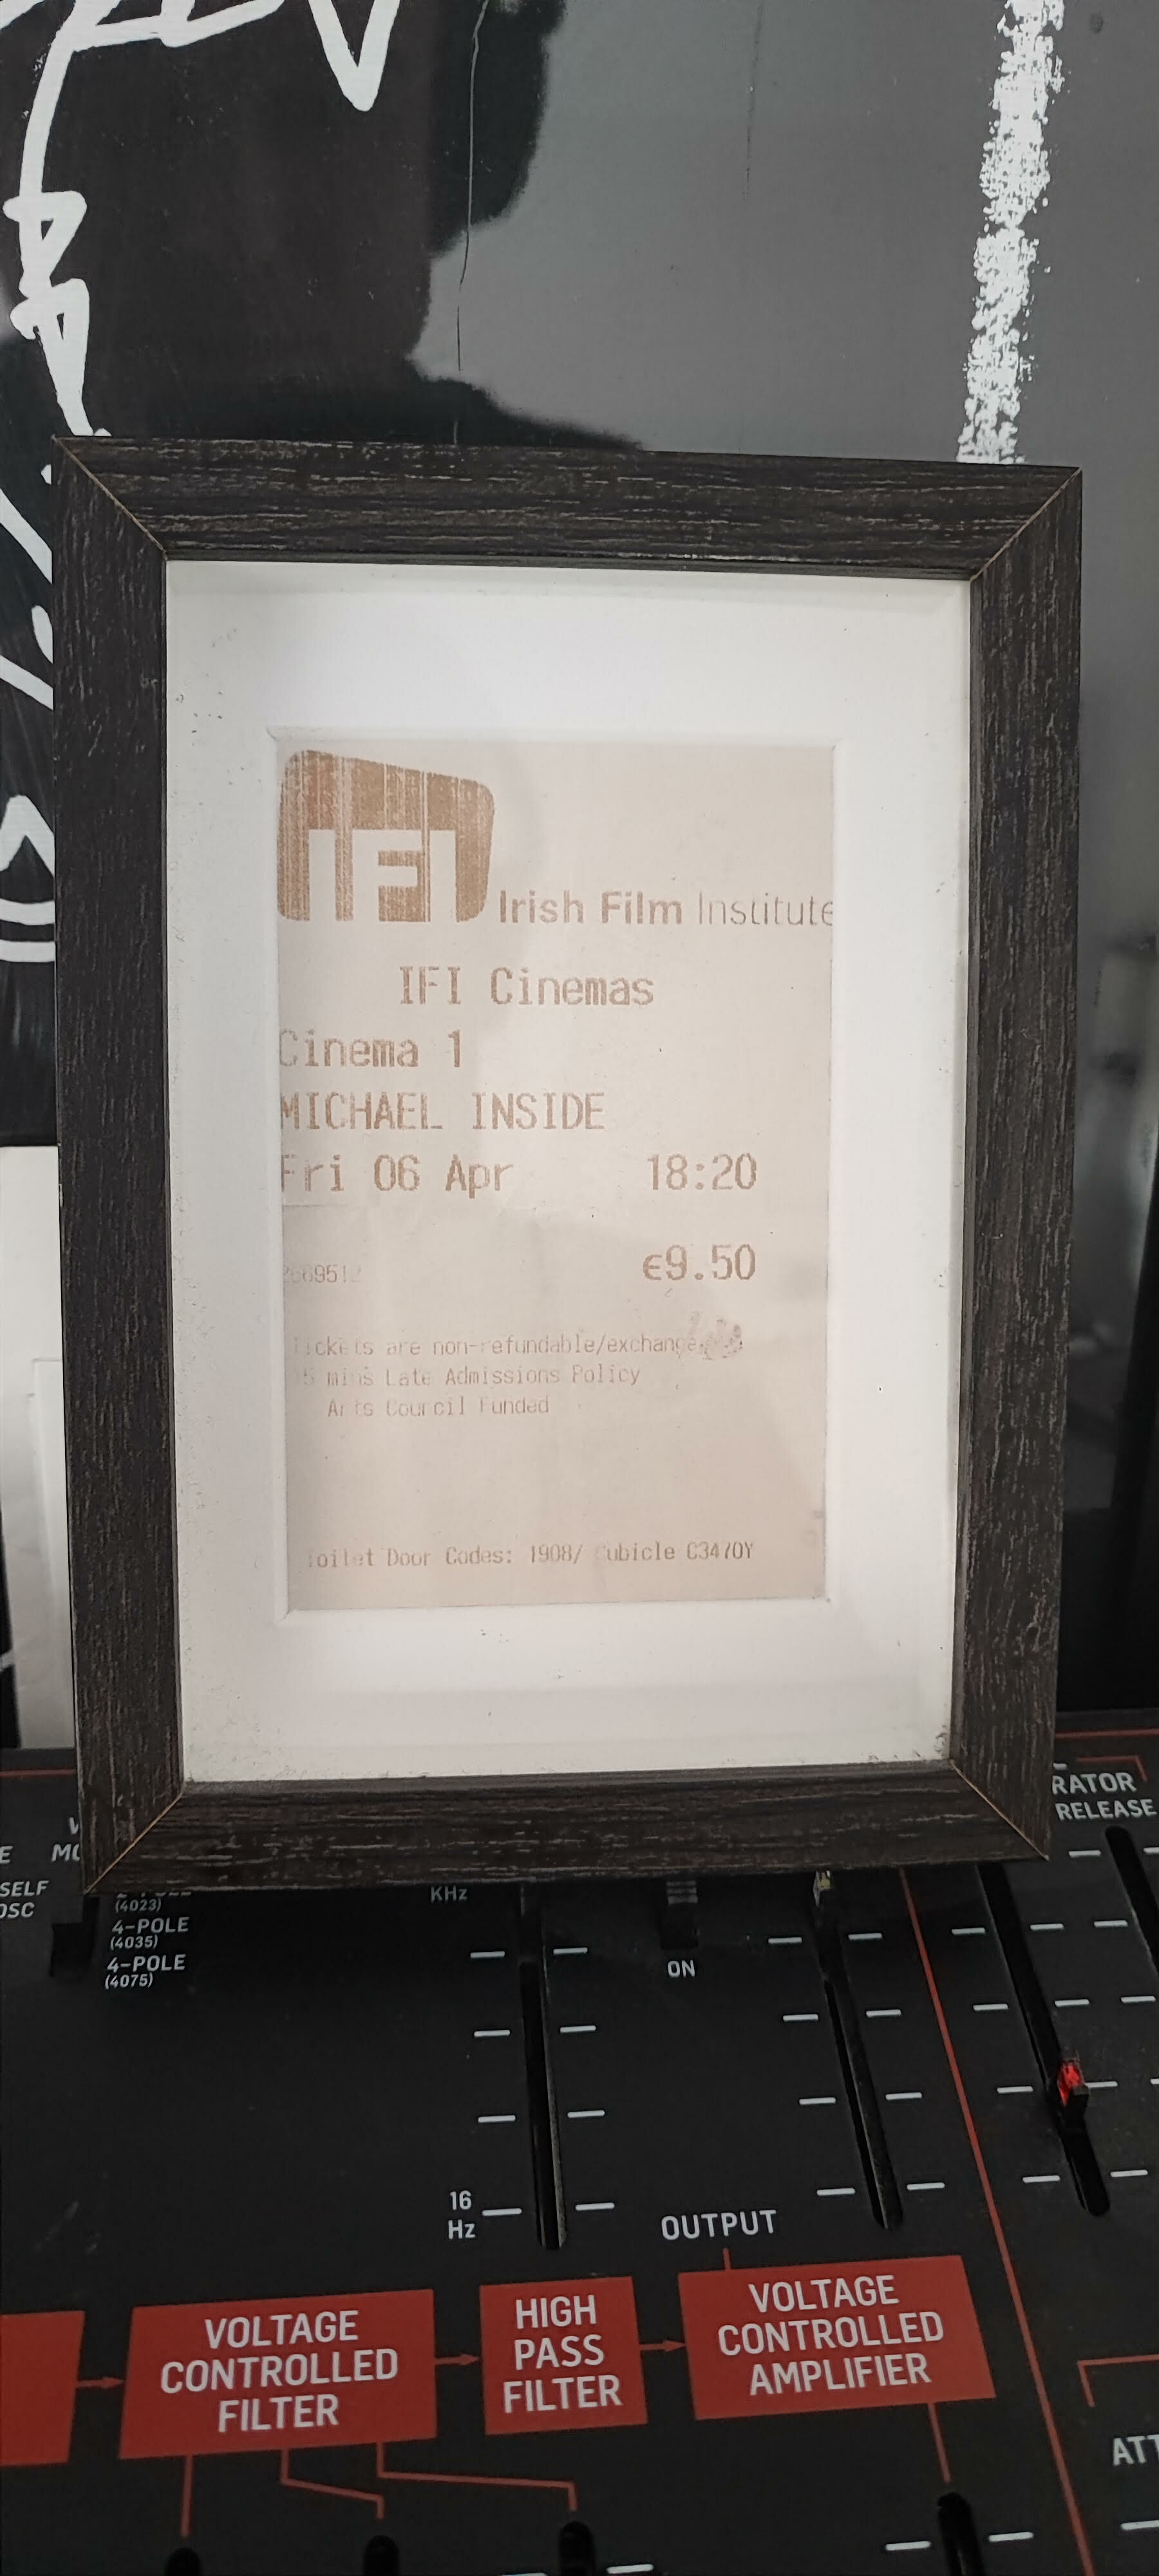 IFI Irish Film Institute
IFI Cinemas
Cinema 1
MICHAEL INSIDE
Fri 06 Apr 18:20
€9.50
Tickets are non-refundable/exchange
mins Late Admissions Policy
Arts Council Funded
Toilet Door Codes: 1908/ Cubicle C3470Y
RATOR
RELEASE
SELF
OSC
(4023)
4-POLE
(4035)
4-POLE
(4075)
KHz
ON
16
Hz
OUTPUT
VOLTAGE
CONTROLLED
FILTER
HIGH
PASS
FILTER
VOLTAGE
CONTROLLED
AMPLIFIER
ATT